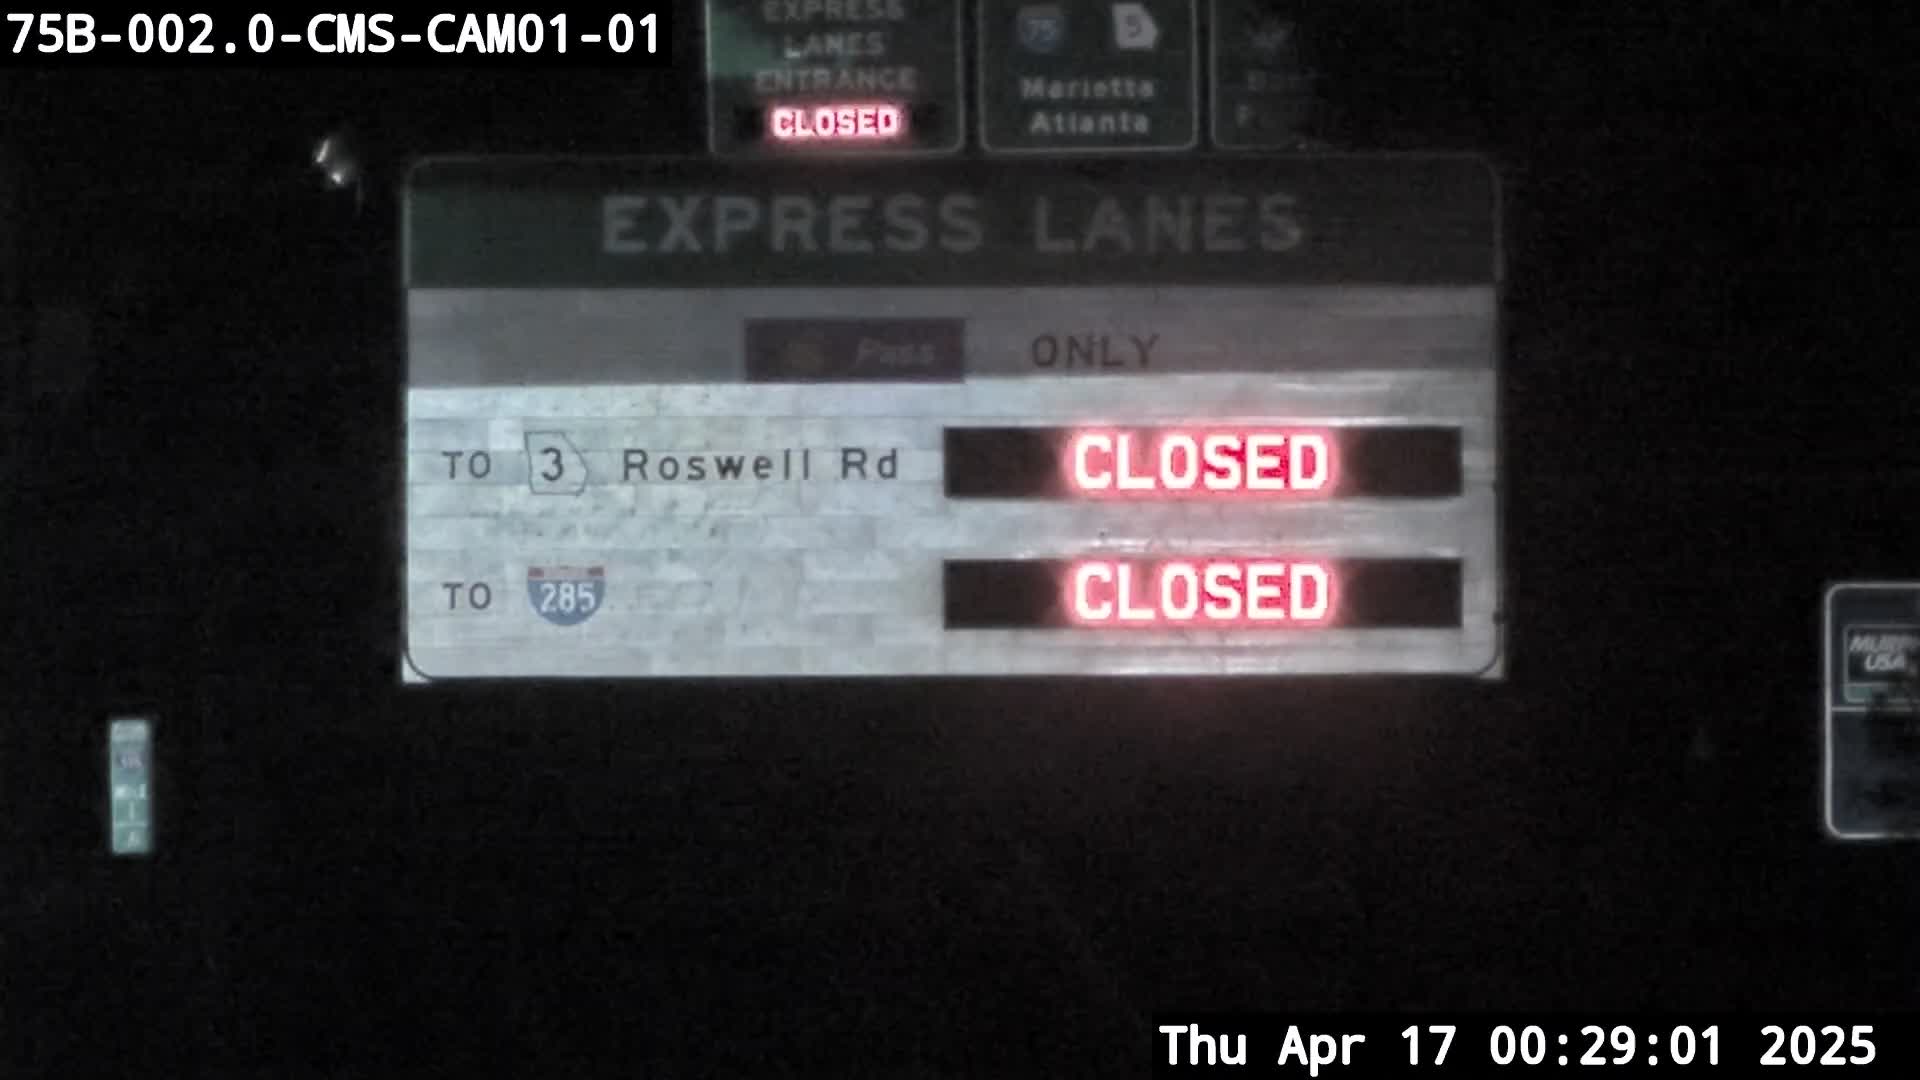 75B-002.0-CMS-CAM01-01
EXPRESS
LANES
ENTRANCE
CLOSED
75 5
Marietta
Atlanta
EXPRESS LANES
Pass ONLY
TO 3 Roswell Rd CLOSED
TO 285 CLOSED
USA
Thu Apr 17 00:29:01 2025